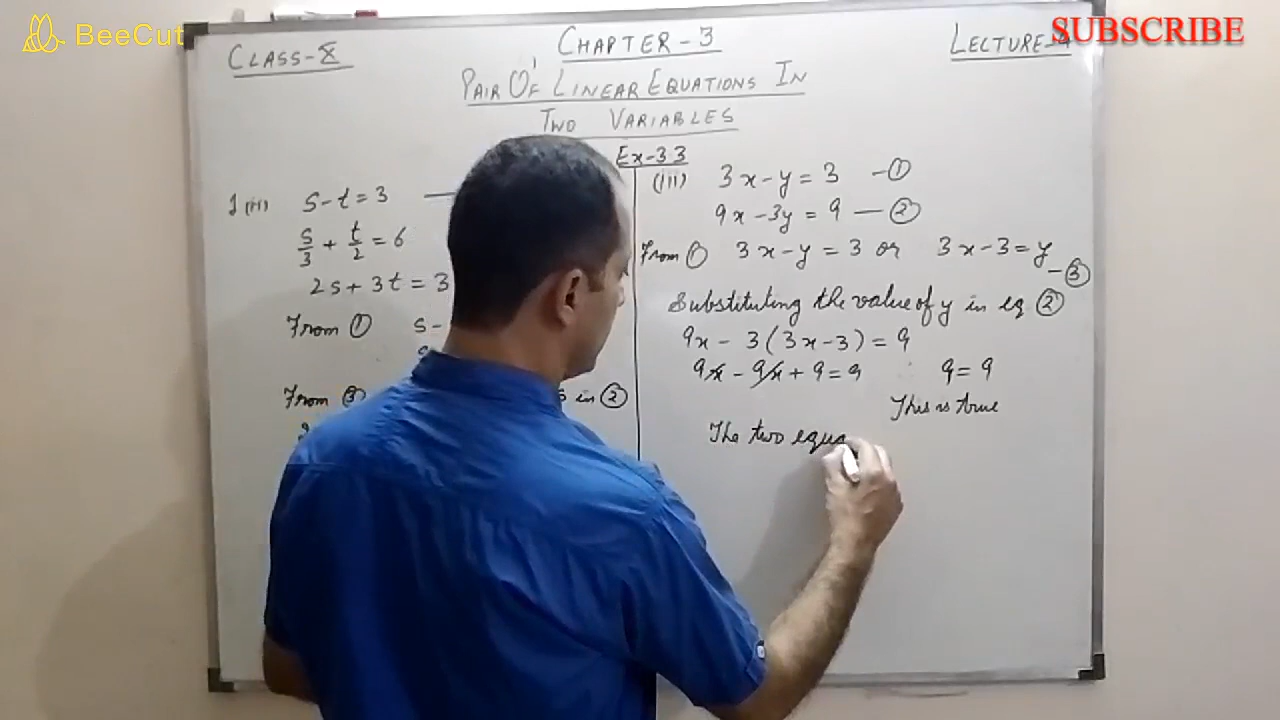 BeeCut
SUBSCRIBE
CLASS-X
CHAPTER-3
LECTURE-
PAIR OF LINEAR EQUATIONS IN
TWO VARIABLES
Ex-3.3
1 (ii) s-t=3 —
s/3 + t/2 = 6
2s + 3t = 3
From ① s-
From ③ s in ②
(iii) 3x-y=3 -①
9x-3y=9 —②
From ① 3x-y=3 or 3x-3=y
-③
Substituting the value of y in eq ②
9x - 3(3x-3) = 9
9x - 9x + 9 = 9 9=9
This is true
The two equa